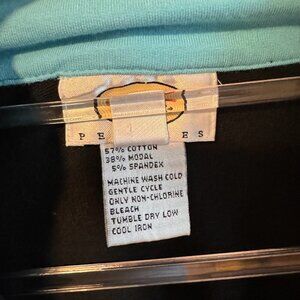 57% COTTON
38% MODAL
5% SPANDEX
MACHINE WASH COLD
GENTLE CYCLE
ONLY NON-CHLORINE
BLEACH
TUMBLE DRY LOW
COOL IRON